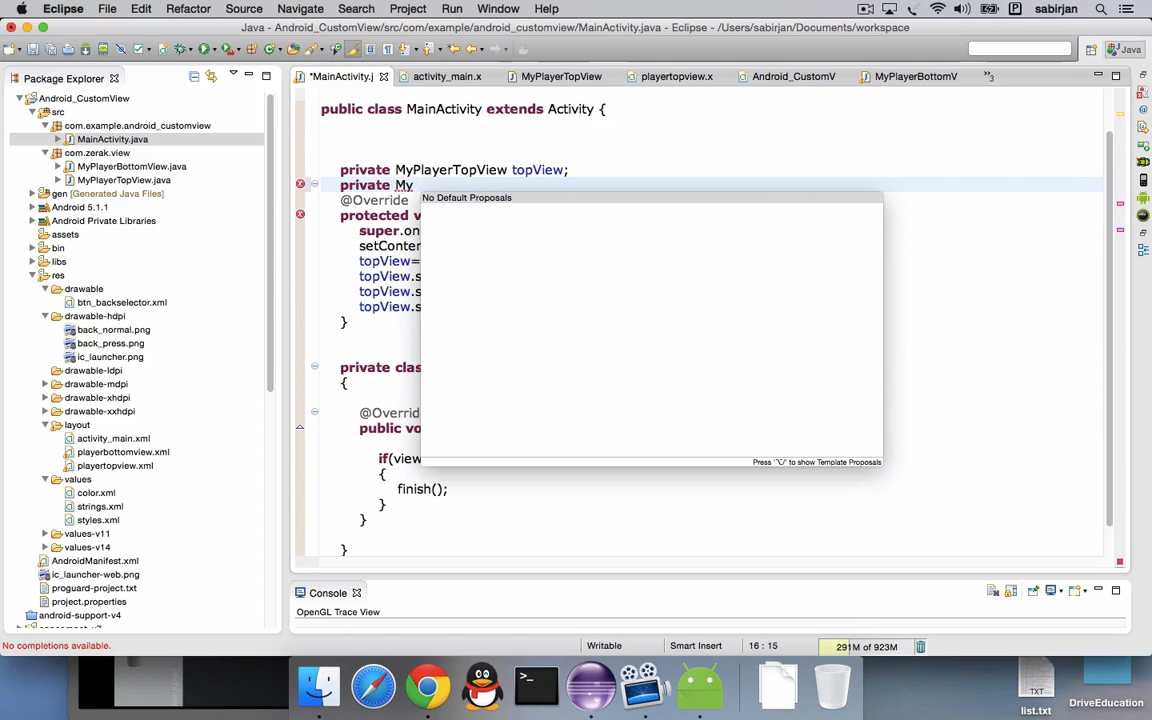 Eclipse File Edit Refactor Source Navigate Search Project Run Window Help sabirjan
Java - Android_CustomView/src/com/example/android_customview/MainActivity.java - Eclipse - /Users/sabirjan/Documents/workspace
Java
Package Explorer
*MainActivity.j activity_main.x MyPlayerTopView playertopview.x Android_CustomV MyPlayerBottomV »3
Android_CustomView
src
com.example.android_customview
MainActivity.java
com.zerak.view
MyPlayerBottomView.java
MyPlayerTopView.java
gen [Generated Java Files]
Android 5.1.1
Android Private Libraries
assets
bin
libs
res
drawable
btn_backselector.xml
drawable-hdpi
back_normal.png
back_press.png
ic_launcher.png
drawable-ldpi
drawable-mdpi
drawable-xhdpi
drawable-xxhdpi
layout
activity_main.xml
playerbottomview.xml
playertopview.xml
values
color.xml
strings.xml
styles.xml
values-v11
values-v14
AndroidManifest.xml
ic_launcher-web.png
proguard-project.txt
project.properties
android-support-v4
public class MainActivity extends Activity {
private MyPlayerTopView topView;
private My
@Override
protected v
super.on
setConten
topView=
topView.s
topView.s
topView.s
}
private clas
{
@Overrid
public vo
if(view
{
finish();
}
}
}
No Default Proposals
Press '⌥/' to show Template Proposals
Console
OpenGL Trace View
No completions available. Writable Smart Insert 16 : 15 291M of 923M
TXT
list.txt
DriveEducation